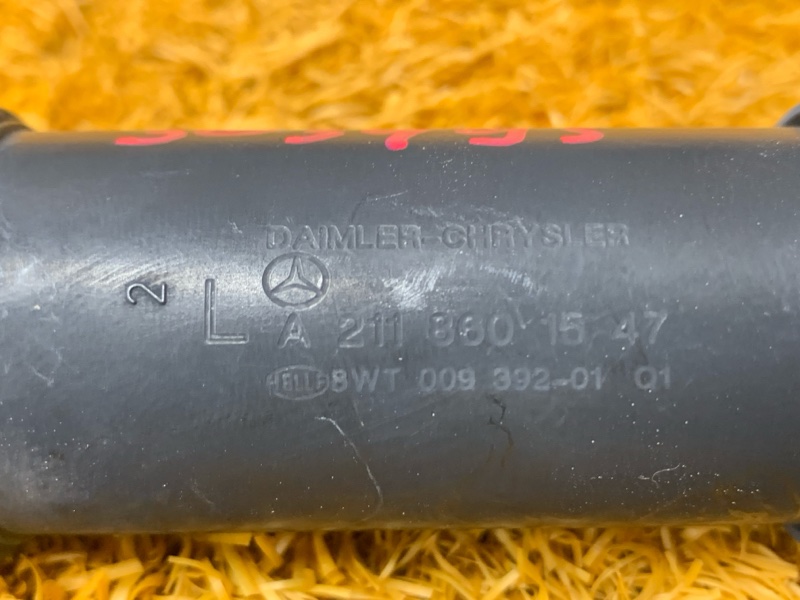 DAIMLER-CHRYSLER
2
L A 211 860 15 47
HELLA 8WT 009 392-01 01